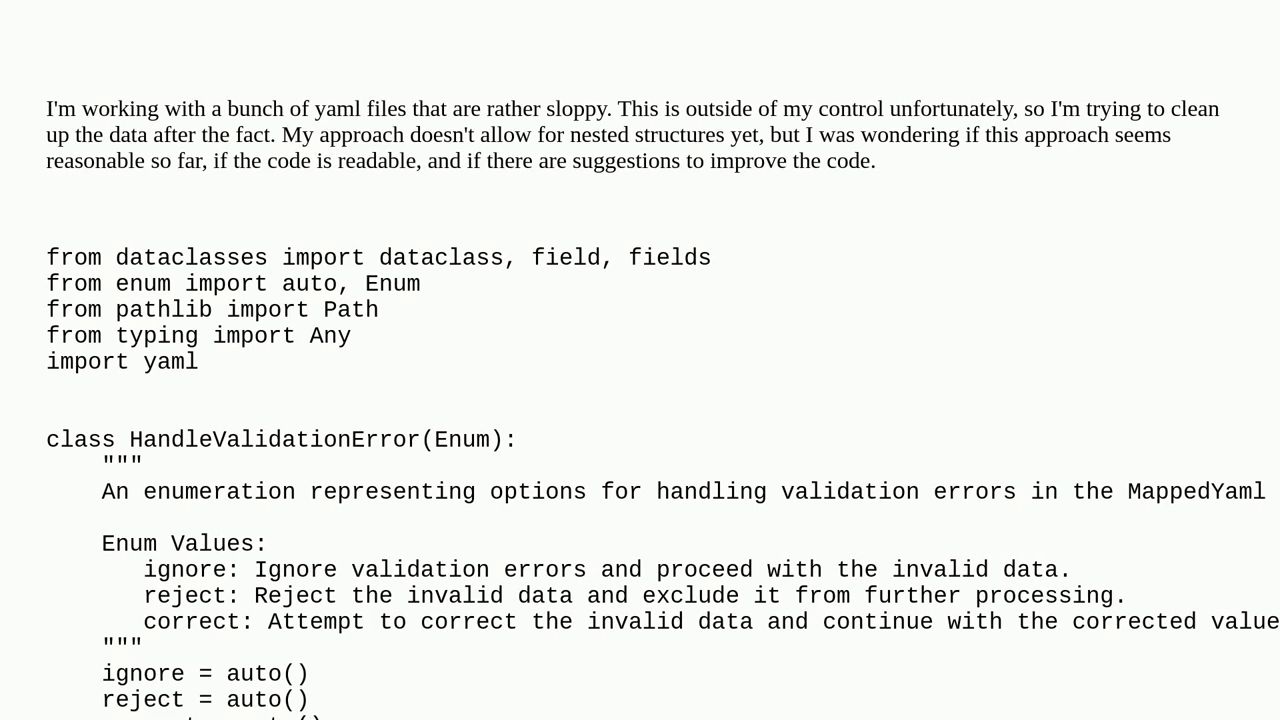 I'm working with a bunch of yaml files that are rather sloppy. This is outside of my control unfortunately, so I'm trying to clean
up the data after the fact. My approach doesn't allow for nested structures yet, but I was wondering if this approach seems
reasonable so far, if the code is readable, and if there are suggestions to improve the code.
from dataclasses import dataclass, field, fields
from enum import auto, Enum
from pathlib import Path
from typing import Any
import yaml
class HandleValidationError(Enum):
    """
    An enumeration representing options for handling validation errors in the MappedYaml
    Enum Values:
       ignore: Ignore validation errors and proceed with the invalid data.
       reject: Reject the invalid data and exclude it from further processing.
       correct: Attempt to correct the invalid data and continue with the corrected value
    """
    ignore = auto()
    reject = auto()